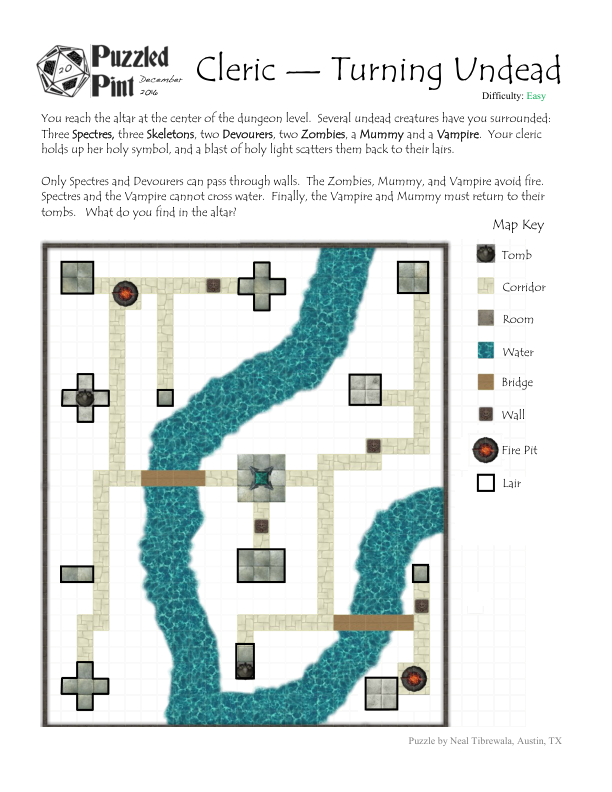 Puzzled
Pint
December
2016
20
Cleric — Turning Undead
Difficulty: Easy
You reach the altar at the center of the dungeon level. Several undead creatures have you surrounded:
Three Spectres, three Skeletons, two Devourers, two Zombies, a Mummy and a Vampire. Your cleric
holds up her holy symbol, and a blast of holy light scatters them back to their lairs.
Only Spectres and Devourers can pass through walls. The Zombies, Mummy, and Vampire avoid fire.
Spectres and the Vampire cannot cross water. Finally, the Vampire and Mummy must return to their
tombs. What do you find in the altar?
Map Key
Tomb
Corridor
Room
Water
Bridge
Wall
Fire Pit
Lair
Puzzle by Neal Tibrewala, Austin, TX